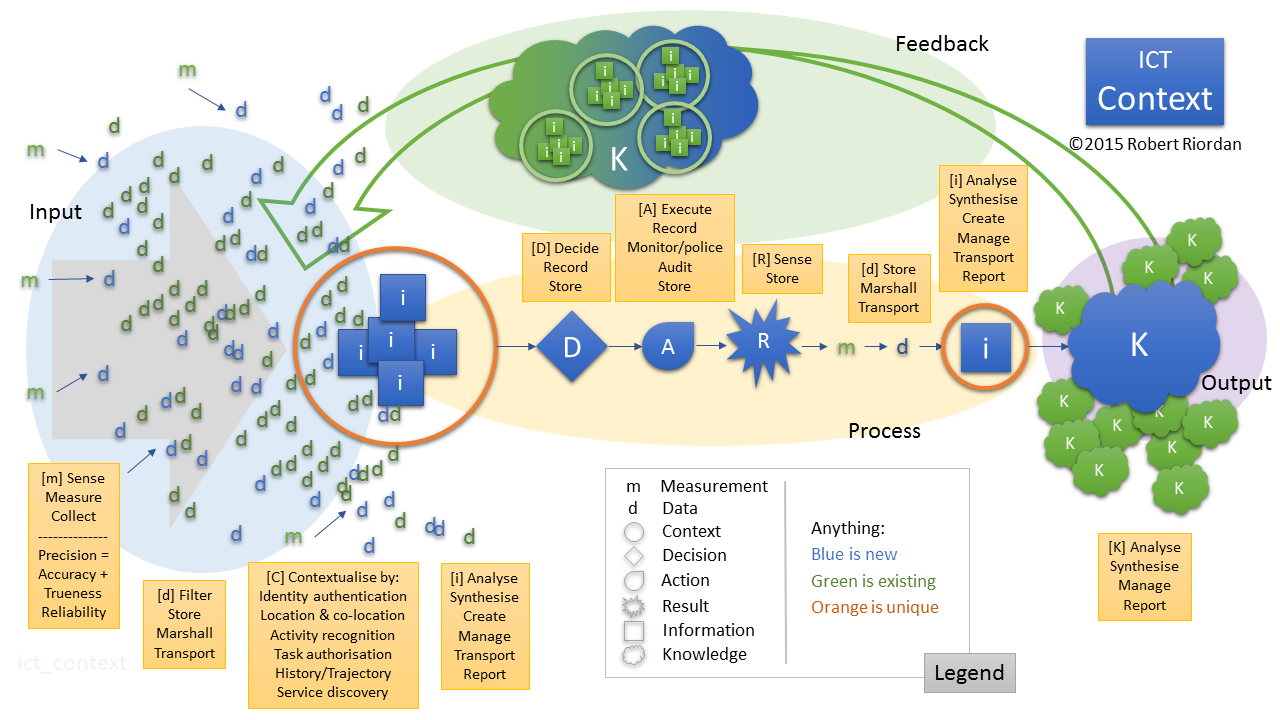 ICT
Context
©2015 Robert Riordan
Feedback
Input
Process
Output
m
m
m
m
m
d
d
d
d
d
K
i
i
i
i
i
D
A
R
m
d
i
K
K
K
K
K
K
K
K
K
K
K
K
[D] Decide
Record
Store
[A] Execute
Record
Monitor/police
Audit
Store
[R] Sense
Store
[d] Store
Marshall
Transport
[i] Analyse
Synthesise
Create
Manage
Transport
Report
[m] Sense
Measure
Collect
--------------
Precision =
Accuracy +
Trueness
Reliability
[d] Filter
Store
Marshall
Transport
[C] Contextualise by:
Identity authentication
Location & co-location
Activity recognition
Task authorisation
History/Trajectory
Service discovery
[i] Analyse
Synthesise
Create
Manage
Transport
Report
[K] Analyse
Synthesise
Manage
Report
m Measurement
d Data
Context
Decision
Action
Result
Information
Knowledge
Anything:
Blue is new
Green is existing
Orange is unique
Legend
ict_context